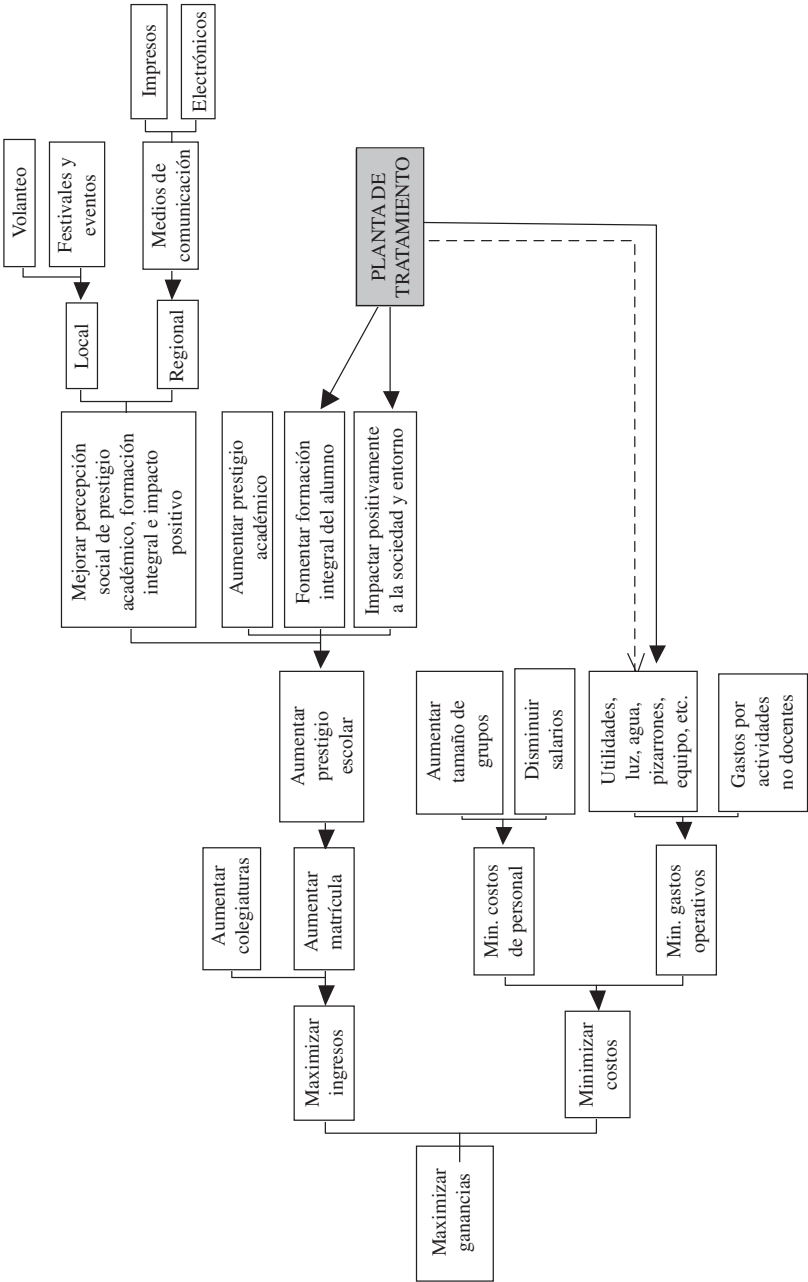 Maximizar
ganancias
Maximizar
ingresos
Minimizar
costos
Aumentar
colegiaturas
Aumentar
matrícula
Min. costos
de personal
Min. gastos
operativos
Aumentar
prestigio
escolar
Aumentar
tamaño de
grupos
Disminuir
salarios
Utilidades,
luz, agua,
pizarrones,
equipo, etc.
Gastos por
actividades
no docentes
Mejorar percepción
social de prestigio
académico, formación
integral e impacto
positivo
Aumentar prestigio
académico
Fomentar formación
integral del alumno
Impactar positivamente
a la sociedad y entorno
Local
Regional
PLANTA DE
TRATAMIENTO
Volanteo
Festivales y
eventos
Medios de
comunicación
Impresos
Electrónicos